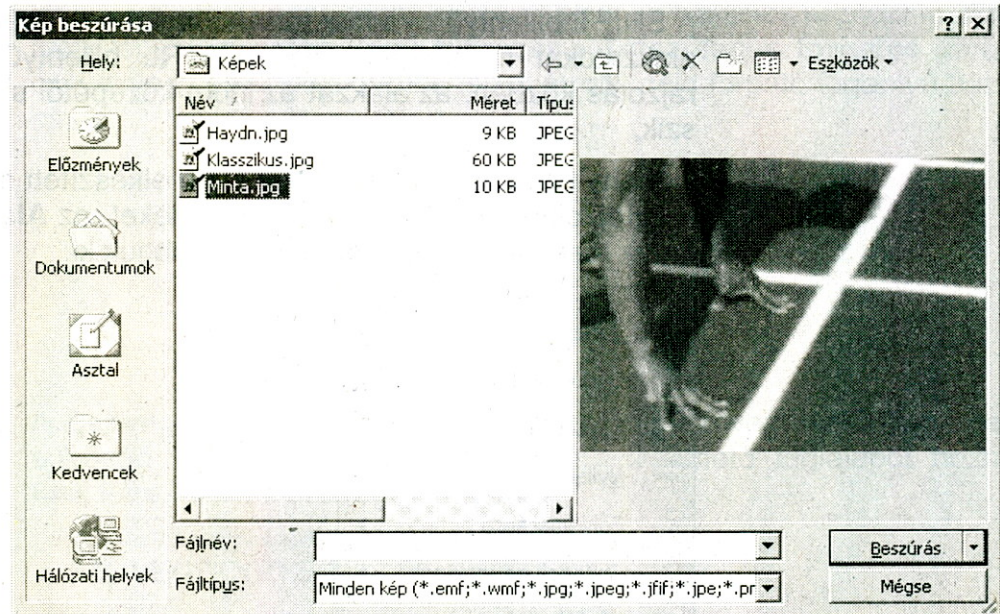 Kép beszúrása
Hely:
Képek
Eszközök
Név
Méret
Típus
Haydn.jpg
9 KB
JPEG
Klasszikus.jpg
60 KB
JPEG
Minta.jpg
10 KB
JPEG
Előzmények
Dokumentumok
Asztal
Kedvencek
Hálózati helyek
Fájlnév:
Beszúrás
Fájltípus:
Minden kép (*.emf;*.wmf;*.jpg;*.jpeg;*.jfif;*.jpe;*.pr
Mégse